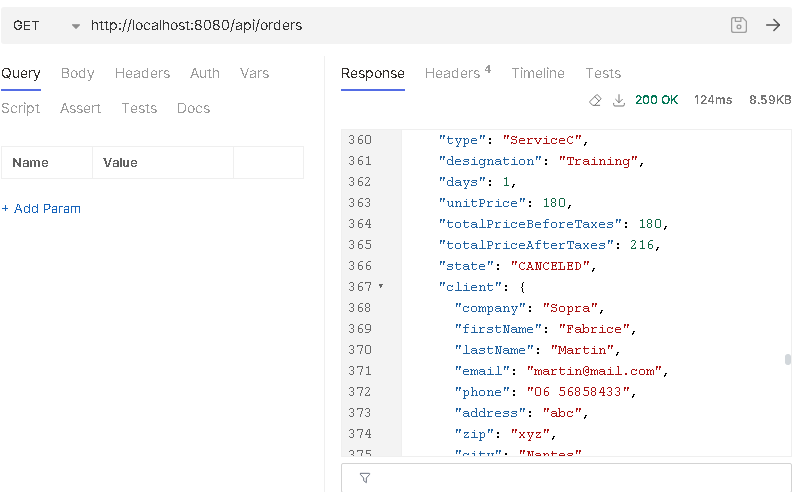 GET http://localhost:8080/api/orders
Query Body Headers Auth Vars
Script Assert Tests Docs
Name Value
+ Add Param
Response Headers 4 Timeline Tests
200 OK 124ms 8.59KB
360 "type": "ServiceC",
361 "designation": "Training",
362 "days": 1,
363 "unitPrice": 180,
364 "totalPriceBeforeTaxes": 180,
365 "totalPriceAfterTaxes": 216,
366 "state": "CANCELED",
367 "client": {
368 "company": "Sopra",
369 "firstName": "Fabrice",
370 "lastName": "Martin",
371 "email": "martin@mail.com",
372 "phone": "06 56858433",
373 "address": "abc",
374 "zip": "xyz",
375 "city": "Nantes"